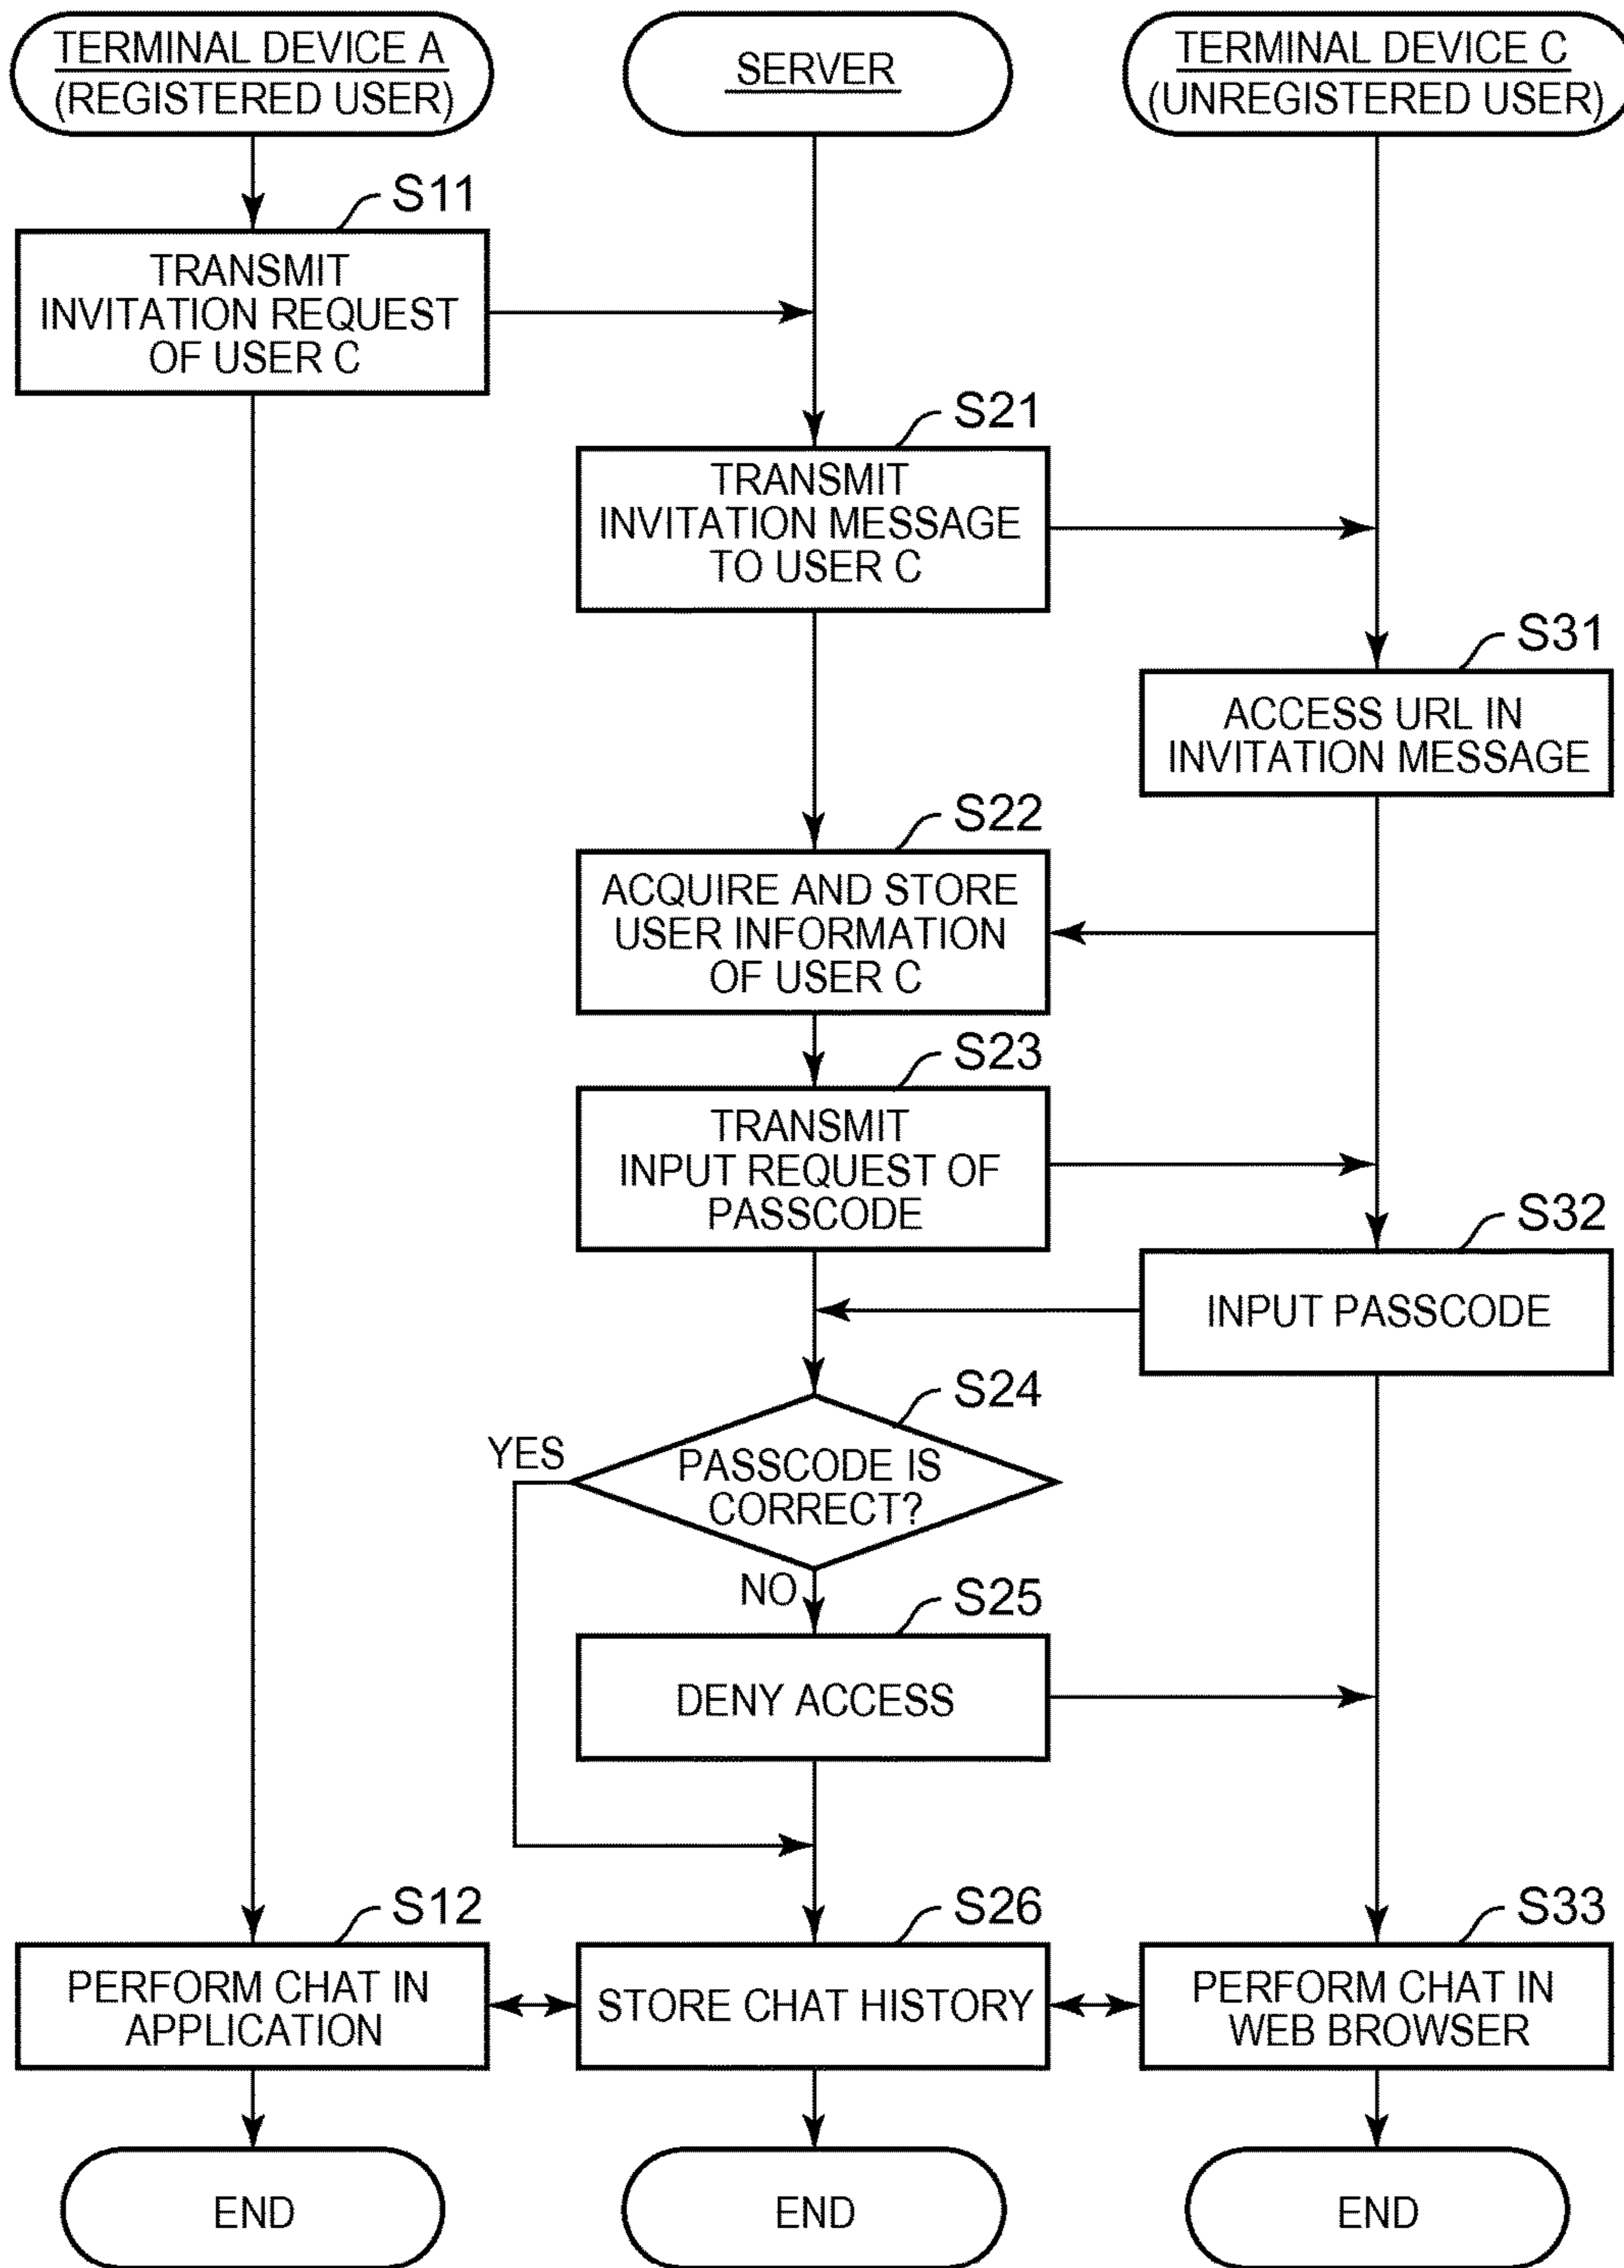 TERMINAL DEVICE A
(REGISTERED USER)
SERVER
TERMINAL DEVICE C
(UNREGISTERED USER)
S11
TRANSMIT
INVITATION REQUEST
OF USER C
S21
TRANSMIT
INVITATION MESSAGE
TO USER C
S31
ACCESS URL IN
INVITATION MESSAGE
S22
ACQUIRE AND STORE
USER INFORMATION
OF USER C
S23
TRANSMIT
INPUT REQUEST OF
PASSCODE
S32
INPUT PASSCODE
S24
YES
PASSCODE IS
CORRECT?
NO
S25
DENY ACCESS
S12
PERFORM CHAT IN
APPLICATION
S26
STORE CHAT HISTORY
S33
PERFORM CHAT IN
WEB BROWSER
END
END
END